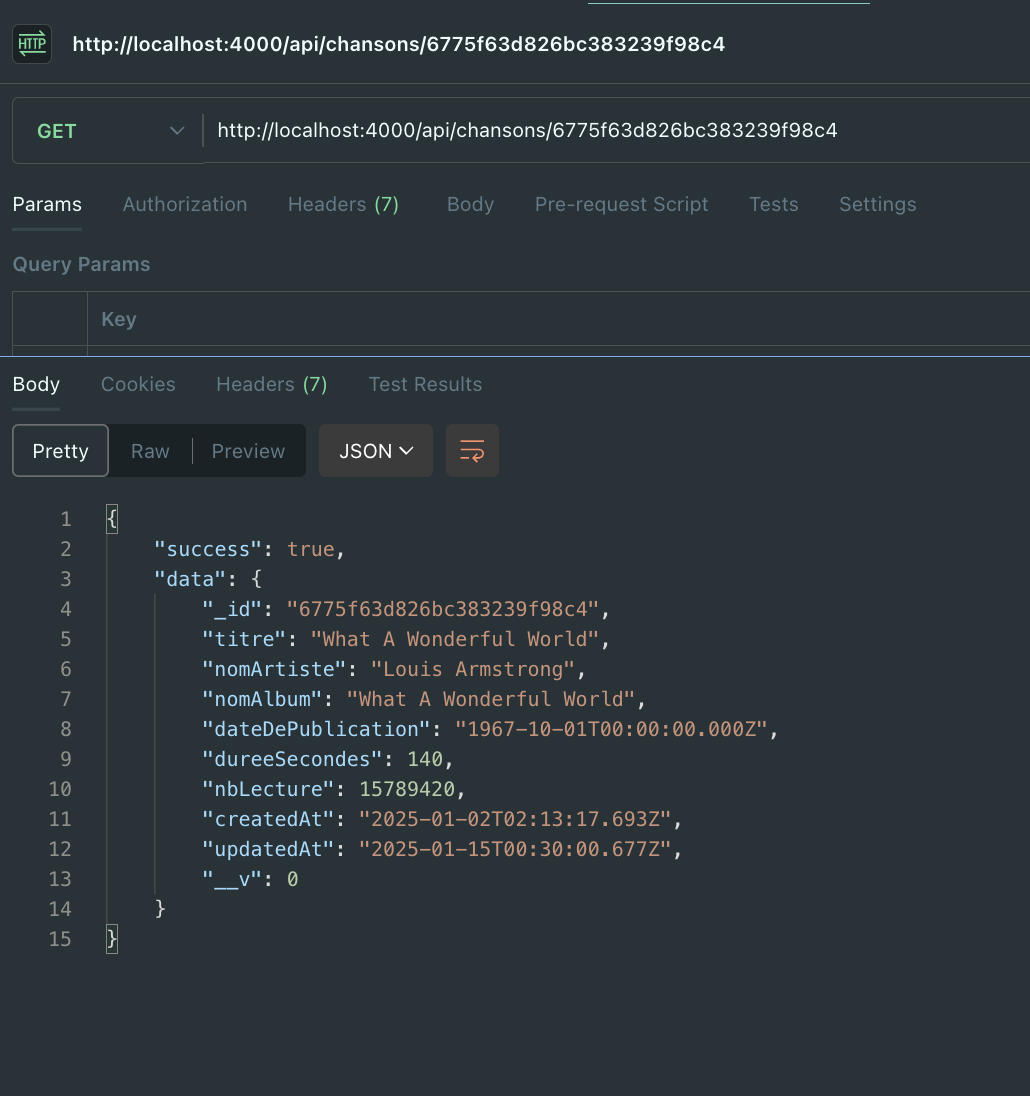 HTTP http://localhost:4000/api/chansons/6775f63d826bc383239f98c4
GET http://localhost:4000/api/chansons/6775f63d826bc383239f98c4
Params Authorization Headers (7) Body Pre-request Script Tests Settings
Query Params
Key
Body Cookies Headers (7) Test Results
Pretty Raw Preview JSON
1 {
2 "success": true,
3 "data": {
4 "_id": "6775f63d826bc383239f98c4",
5 "titre": "What A Wonderful World",
6 "nomArtiste": "Louis Armstrong",
7 "nomAlbum": "What A Wonderful World",
8 "dateDePublication": "1967-10-01T00:00:00.000Z",
9 "dureeSecondes": 140,
10 "nbLecture": 15789420,
11 "createdAt": "2025-01-02T02:13:17.693Z",
12 "updatedAt": "2025-01-15T00:30:00.677Z",
13 "__v": 0
14 }
15 }